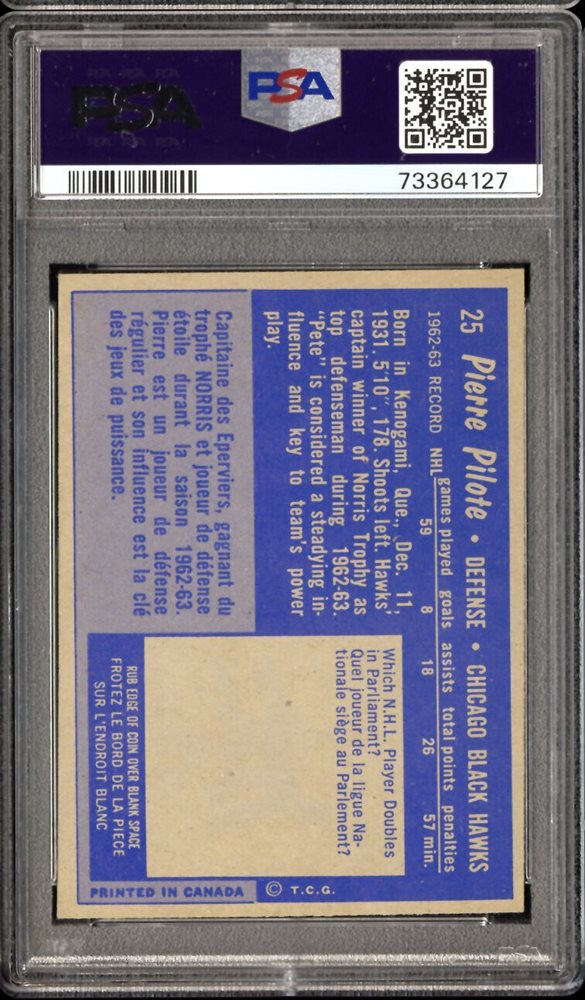 PSA
PSA
73364127
25 Pierre Pilote • DEFENSE • CHICAGO BLACK HAWKS
games played goals assists total points penalties
1962-63 RECORD NHL 59 8 18 26 57 min.
Born in Kenogami, Que., Dec. 11,
1931. 5'10", 178. Shoots left. Hawks'
captain winner of Norris Trophy as
top defenseman during 1962-63.
"Pete" is considered a steadying in-
fluence and key to team's power
play.
Capitaine des Eperviers, gagnant du
trophé NORRIS et joueur de défense
étoile durant la saison 1962-63.
Pierre est un joueur de défense
régulier et son influence est la clé
des jeux de puissance.
Which N.H.L. Player Doubles
in Parliament?
Quel joueur de la ligue Na-
tionale siège au Parlement?
RUB EDGE OF COIN OVER BLANK SPACE
FROTEZ LE BORD DE LA PIECE
SUR L'ENDROIT BLANC
PRINTED IN CANADA © T.C.G.